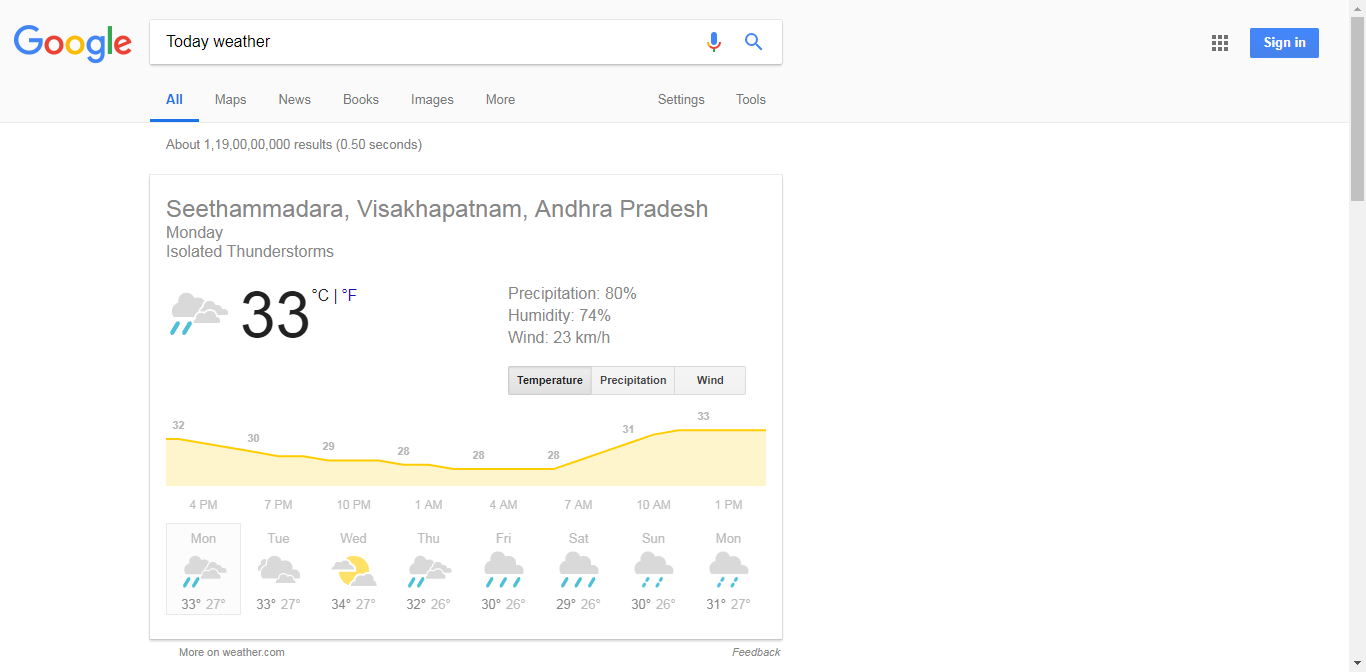 Google
Today weather
Sign in
All Maps News Books Images More Settings Tools
About 1,19,00,00,000 results (0.50 seconds)
Seethammadara, Visakhapatnam, Andhra Pradesh
Monday
Isolated Thunderstorms
33 °C | °F
Precipitation: 80%
Humidity: 74%
Wind: 23 km/h
Temperature Precipitation Wind
32 30 29 28 28 28 31 33
4 PM 7 PM 10 PM 1 AM 4 AM 7 AM 10 AM 1 PM
Mon Tue Wed Thu Fri Sat Sun Mon
33° 27° 33° 27° 34° 27° 32° 26° 30° 26° 29° 26° 30° 26° 31° 27°
More on weather.com Feedback